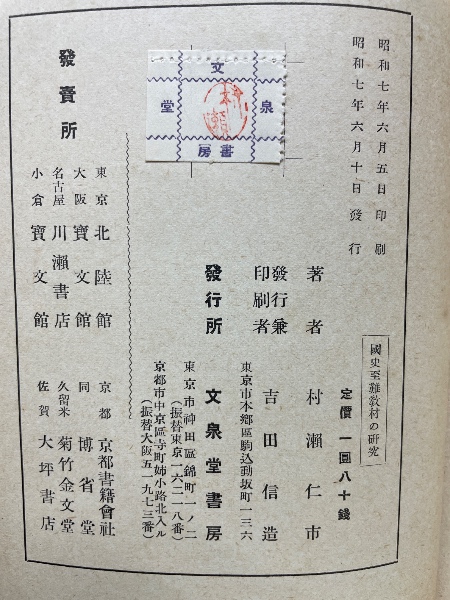 昭和七年六月五日印刷
昭和七年六月十日發行
文
泉
堂
書
房
國史至難教材の研究
定價 一圓八十錢
著者 村瀬仁市
東京市本鄉區駒込動坂町一三六
發行兼
印刷者 吉田信造
發行所 文泉堂書房
東京市神田區錦町一ノ二
(振替東京一六二一八番)
京都市中京區寺町姉小路北入ル
(振替大阪五一九七三番)
發賣所
東京 北陸館
大阪 寶文館
名古屋 川瀬書店
小倉 寶文館
京都 京都書籍會社
同 博省堂
久留米 菊竹金文堂
佐賀 大坪書店